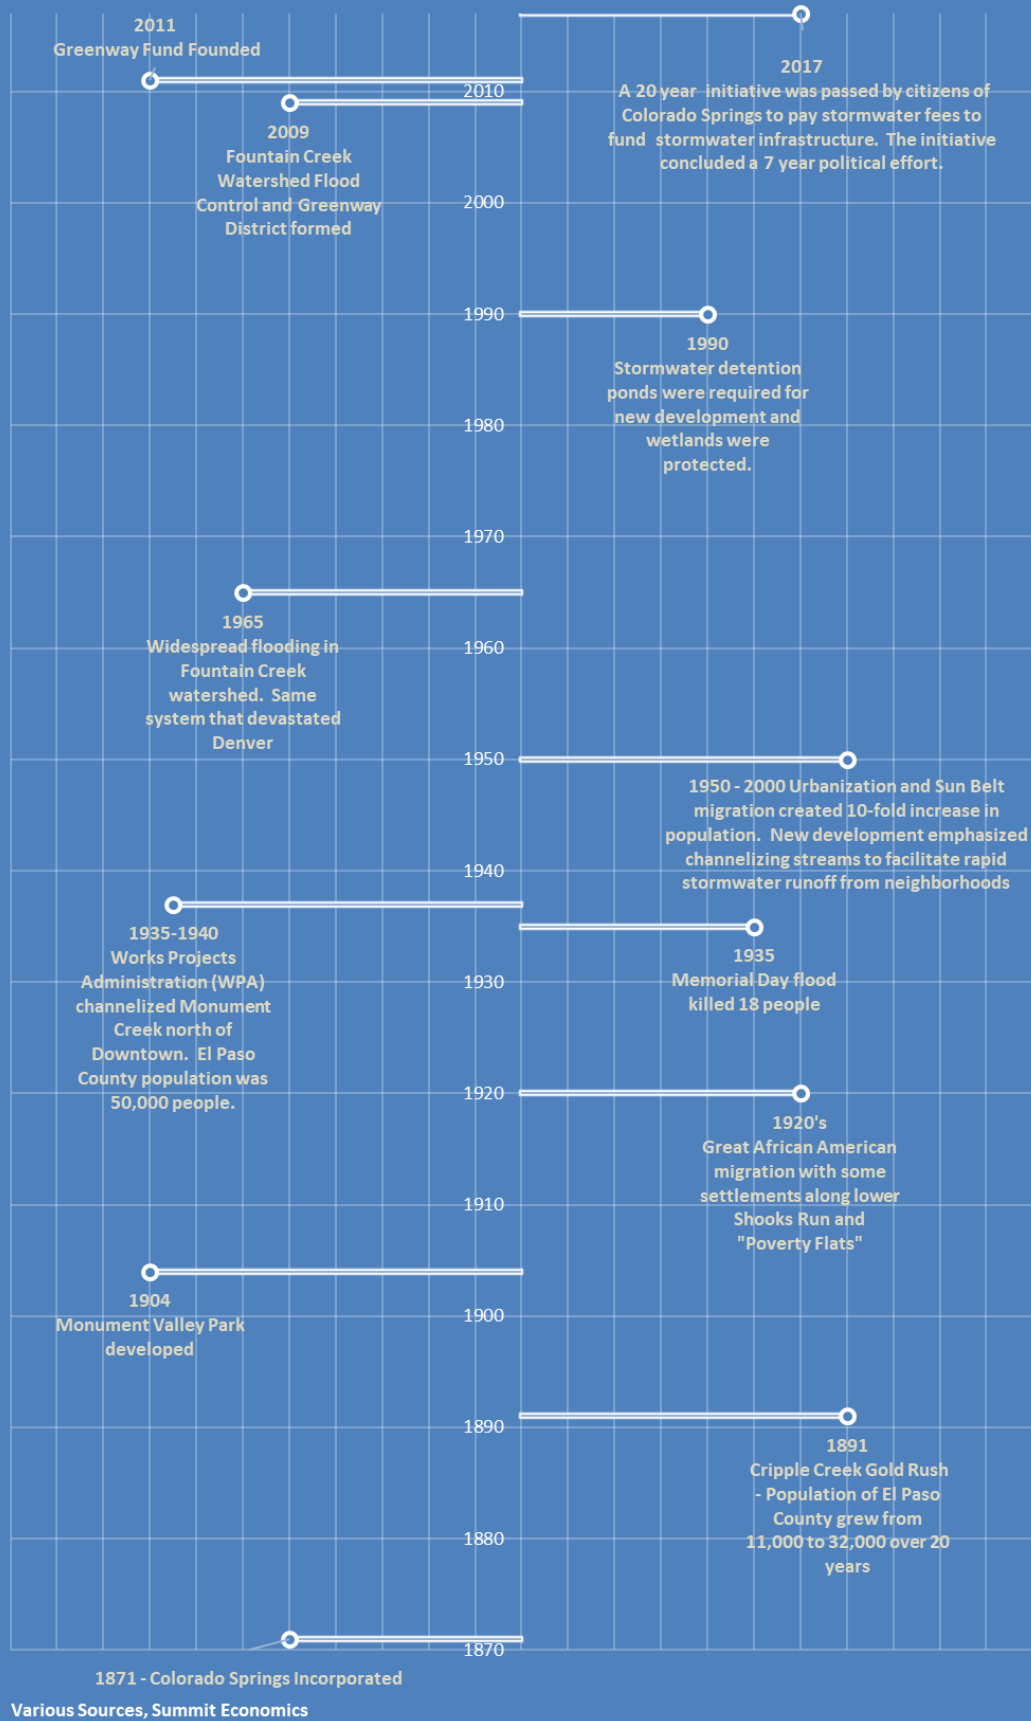 2011
Greenway Fund Founded
2017
A 20 year  initiative was passed by citizens of
Colorado Springs to pay stormwater fees to
fund  stormwater infrastructure.  The initiative
concluded a 7 year political effort.
2010
2009
Fountain Creek
Watershed Flood
Control and Greenway
District formed
2000
1990
1990
Stormwater detention
ponds were required for
new development and
wetlands were
protected.
1980
1970
1965
Widespread flooding in
Fountain Creek
watershed.  Same
system that devastated
Denver
1960
1950
1950 - 2000 Urbanization and Sun Belt
migration created 10-fold increase in
population.  New development emphasized
channelizing streams to facilitate rapid
stormwater runoff from neighborhoods
1940
1935-1940
Works Projects
Administration (WPA)
channelized Monument
Creek north of
Downtown.  El Paso
County population was
50,000 people.
1935
Memorial Day flood
killed 18 people
1930
1920
1920's
Great African American
migration with some
settlements along lower
Shooks Run and
"Poverty Flats"
1910
1904
Monument Valley Park
developed
1900
1890
1891
Cripple Creek Gold Rush
- Population of El Paso
County grew from
11,000 to 32,000 over 20
years
1880
1870
1871 - Colorado Springs Incorporated
Various Sources, Summit Economics